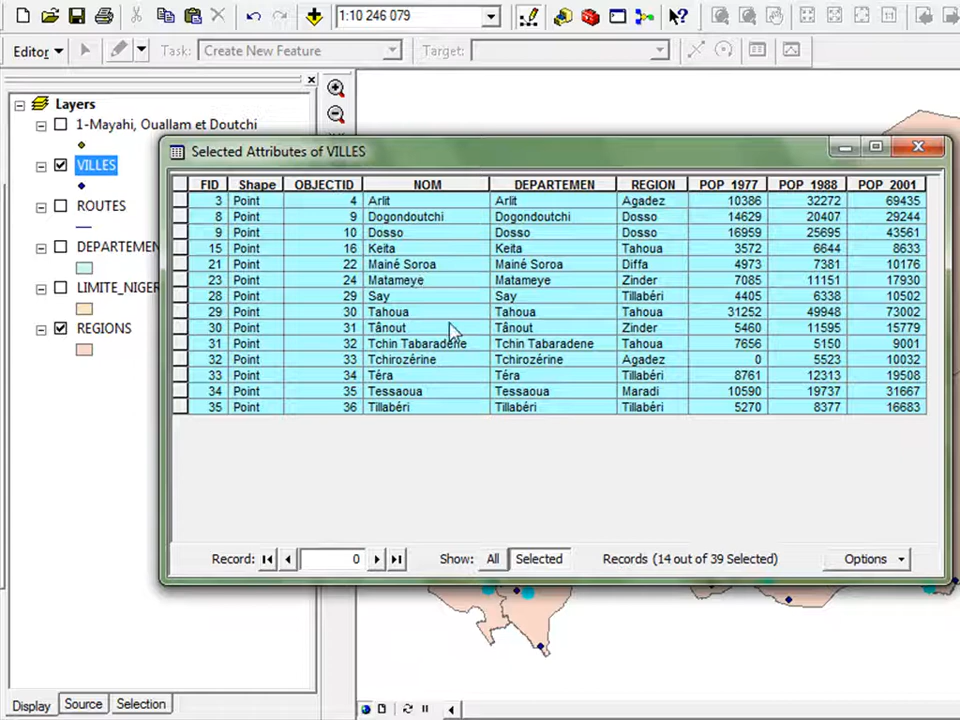 1:10 246 079
Editor Task: Create New Feature Target:
Layers
1-Mayahi, Ouallam et Doutchi
VILLES
ROUTES
DEPARTEMEN
LIMITE_NIGER
REGIONS
Selected Attributes of VILLES
FID Shape OBJECTID NOM DEPARTEMEN REGION POP_1977 POP_1988 POP_2001
3 Point 4 Arlit Arlit Agadez 10386 32272 69435
8 Point 9 Dogondoutchi Dogondoutchi Dosso 14629 20407 29244
9 Point 10 Dosso Dosso Dosso 16959 25695 43561
15 Point 16 Keita Keita Tahoua 3572 6644 8633
21 Point 22 Mainé Soroa Mainé Soroa Diffa 4973 7381 10176
23 Point 24 Matameye Matameye Zinder 7085 11151 17930
28 Point 29 Say Say Tillabéri 4405 6338 10502
29 Point 30 Tahoua Tahoua Tahoua 31252 49948 73002
30 Point 31 Tânout Tânout Zinder 5460 11595 15779
31 Point 32 Tchin Tabaradene Tchin Tabaradene Tahoua 7656 5150 9001
32 Point 33 Tchirozérine Tchirozérine Agadez 0 5523 10032
33 Point 34 Téra Téra Tillabéri 8761 12313 19508
34 Point 35 Tessaoua Tessaoua Maradi 10590 19737 31667
35 Point 36 Tillabéri Tillabéri Tillabéri 5270 8377 16683
Record: 0 Show: All Selected Records (14 out of 39 Selected) Options
Display Source Selection